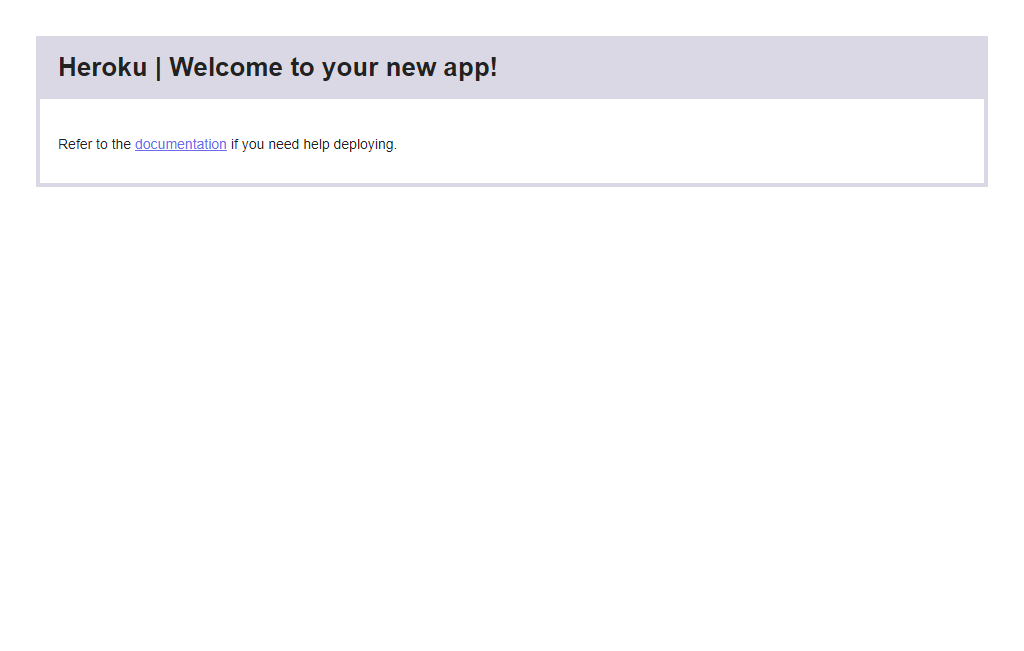 Heroku | Welcome to your new app!
Refer to the documentation if you need help deploying.